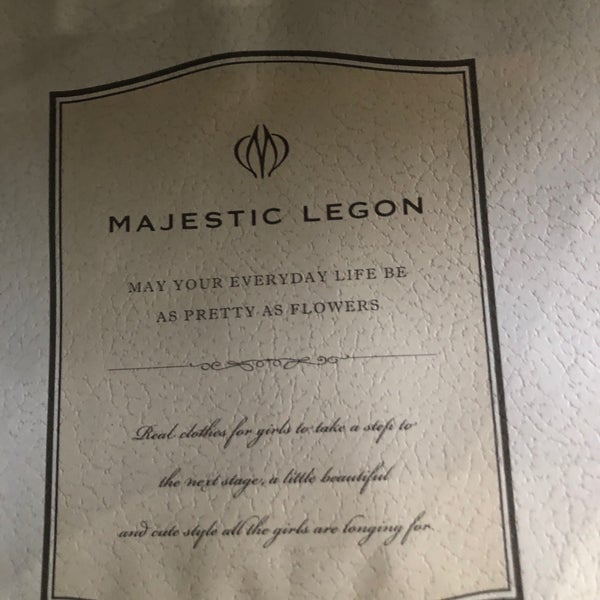 MAJESTIC LEGON
MAY YOUR EVERYDAY LIFE BE
AS PRETTY AS FLOWERS
Real clothes for girls to take a step to
the next stage, a little beautiful
and cute style all the girls are longing for